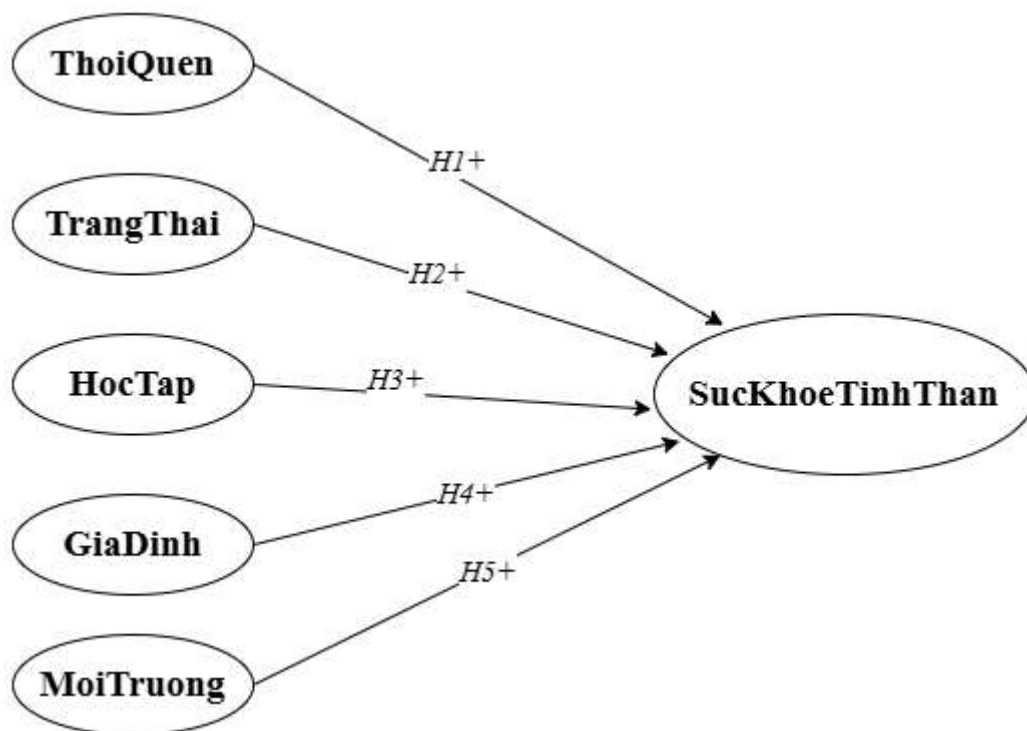 ThoiQuen
H1+
TrangThai
H2+
HocTap
H3+
SucKhoeTinhThan
GiaDinh
H4+
H5+
MoiTruong